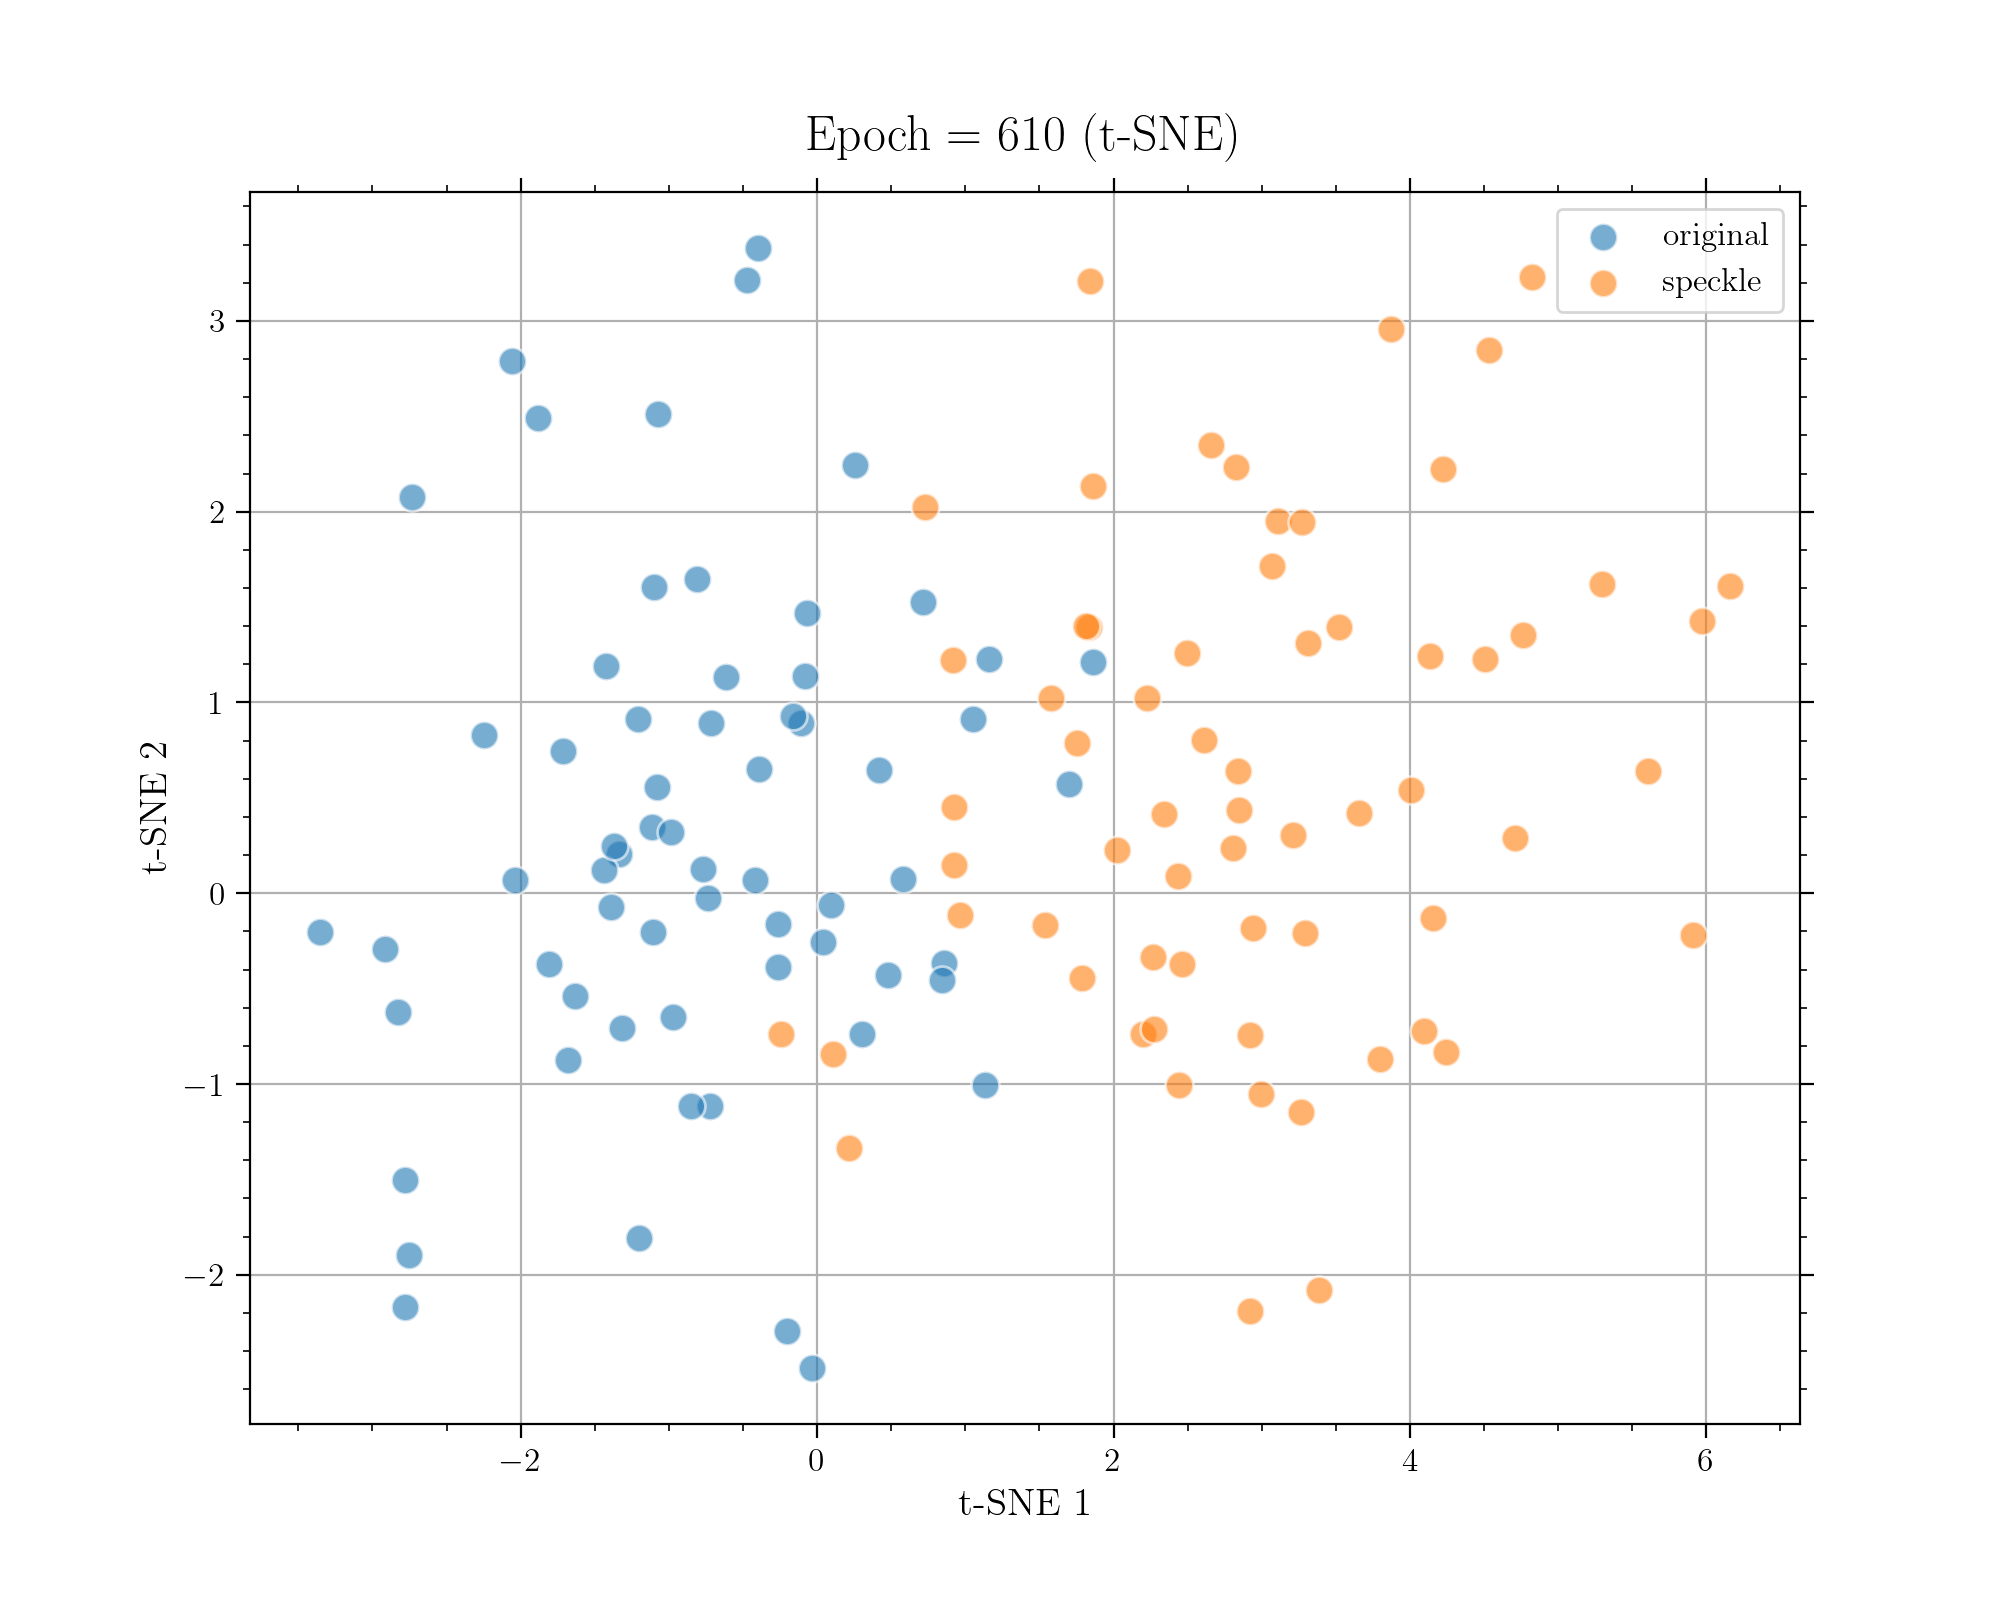 Epoch = 610 (t-SNE)
original
speckle
3
2
1
0
−1
−2
t-SNE 2
−2
0
2
4
6
t-SNE 1